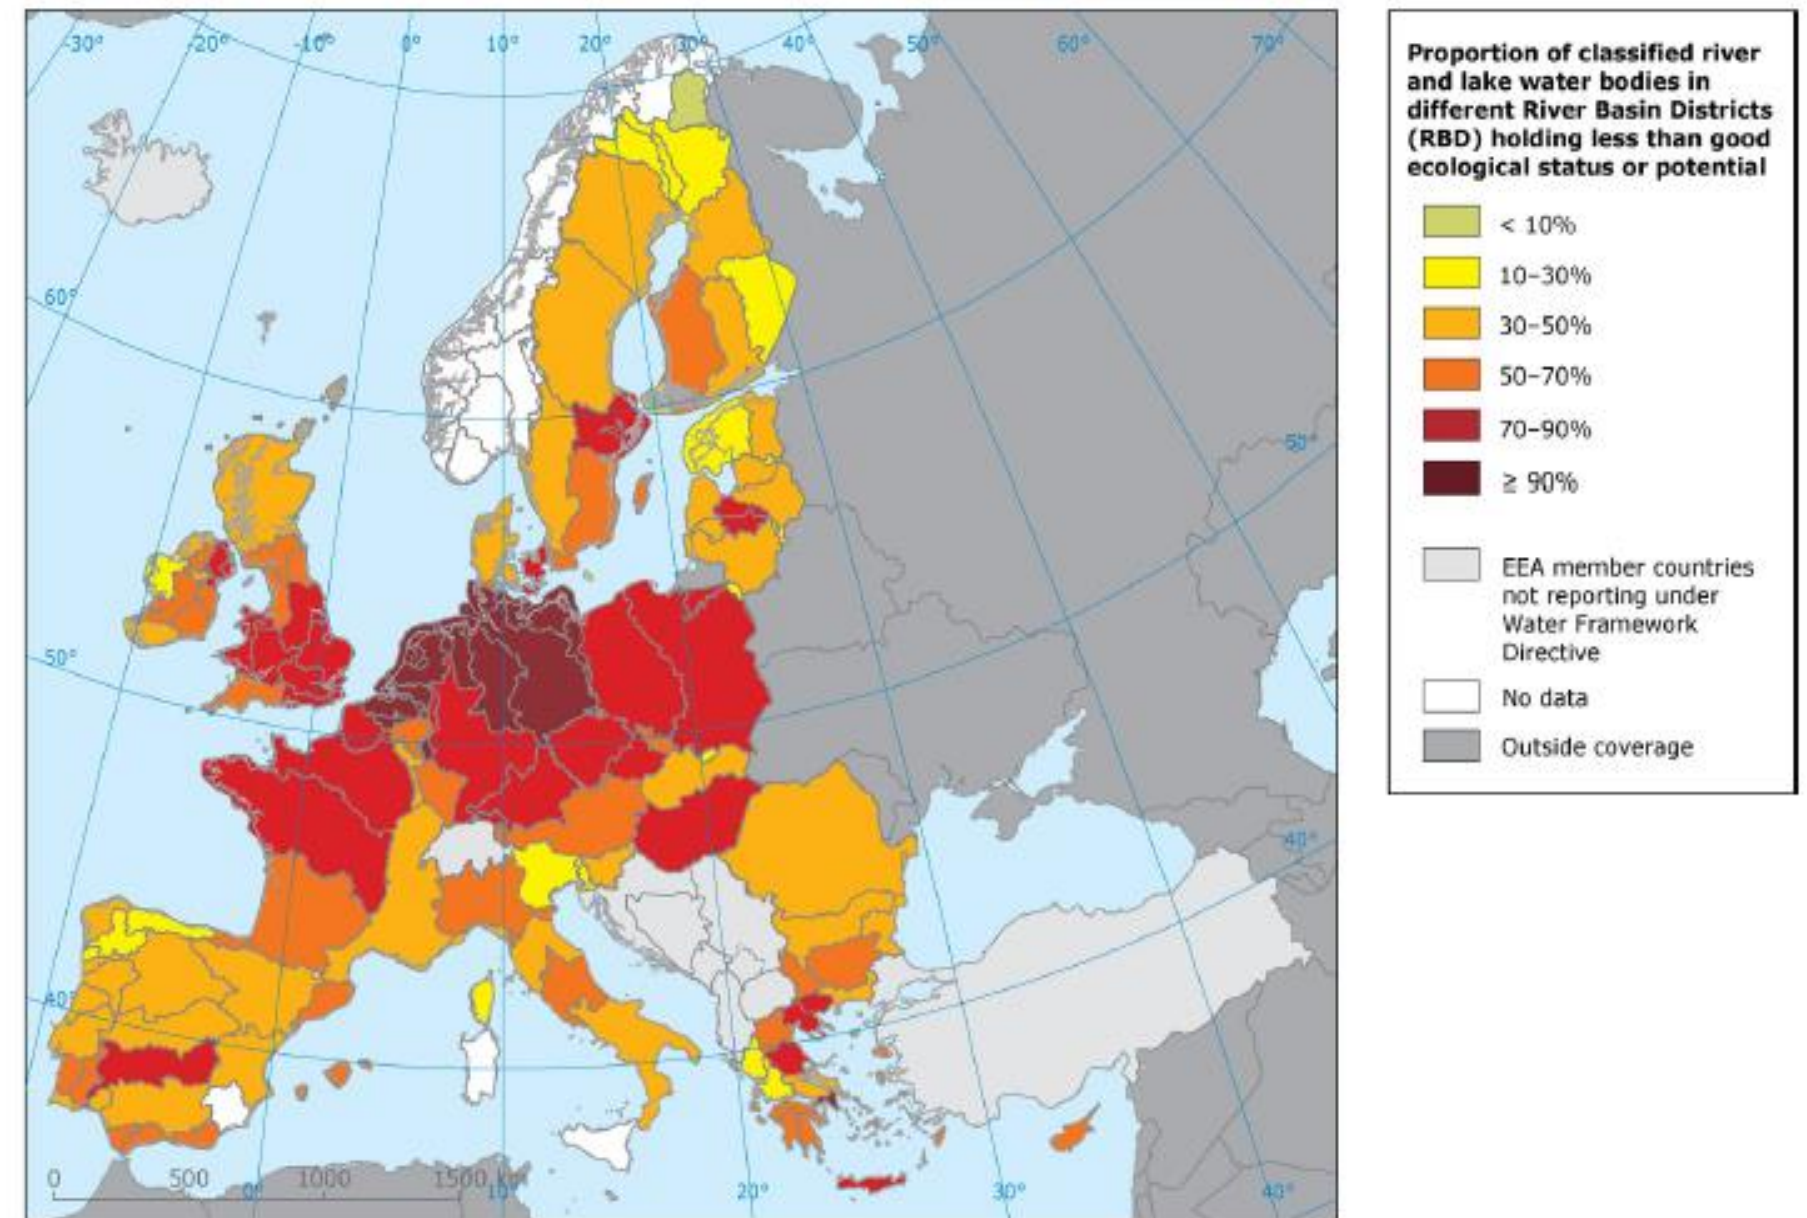 -30° -20° -10° 0° 10° 20° 30° 40° 50° 60° 70°
60°
50°
50°
40°
40°
0 500 1000 1500 km
0° 10° 20° 30° 40°
Proportion of classified river
and lake water bodies in
different River Basin Districts
(RBD) holding less than good
ecological status or potential
< 10%
10–30%
30–50%
50–70%
70–90%
≥ 90%
EEA member countries
not reporting under
Water Framework
Directive
No data
Outside coverage